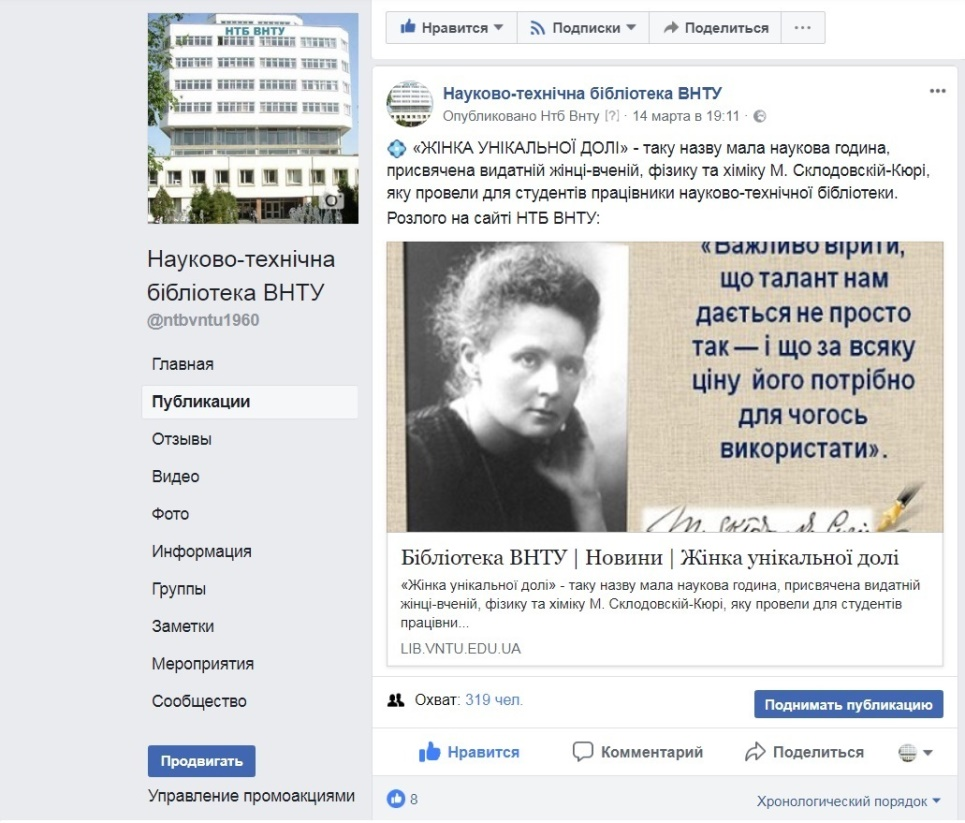 НТБ ВНТУ
Науково-технічна
бібліотека ВНТУ
@ntbvntu1960
Главная
Публикации
Отзывы
Видео
Фото
Информация
Группы
Заметки
Мероприятия
Сообщество
Продвигать
Управление промоакциями
Нравится
Подписки
Поделиться
Науково-технічна бібліотека ВНТУ
Опубликовано Нтб Внту [?] · 14 марта в 19:11 ·
«ЖІНКА УНІКАЛЬНОЇ ДОЛІ» - таку назву мала наукова година,
присвячена видатній жінці-вченій, фізику та хіміку М. Склодовскій-Кюрі,
яку провели для студентів працівники науково-технічної бібліотеки.
Розлого на сайті НТБ ВНТУ:
«Важливо вірити,
що талант нам
дається не просто
так — і що за всяку
ціну його потрібно
для чогось
використати».
Бібліотека ВНТУ | Новини | Жінка унікальної долі
«Жінка унікальної долі» - таку назву мала наукова година, присвячена видатній
жінці-вченій, фізику та хіміку М. Склодовскій-Кюрі, яку провели для студентів
працівни...
LIB.VNTU.EDU.UA
Охват: 319 чел.
Поднимать публикацию
Нравится
Комментарий
Поделиться
8
Хронологический порядок